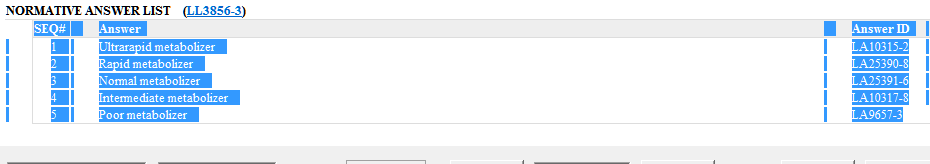 NORMATIVE ANSWER LIST (LL3856-3)
SEQ# Answer Answer ID
1 Ultrarapid metabolizer LA10315-2
2 Rapid metabolizer LA25390-8
3 Normal metabolizer LA25391-6
4 Intermediate metabolizer LA10317-8
5 Poor metabolizer LA9657-3